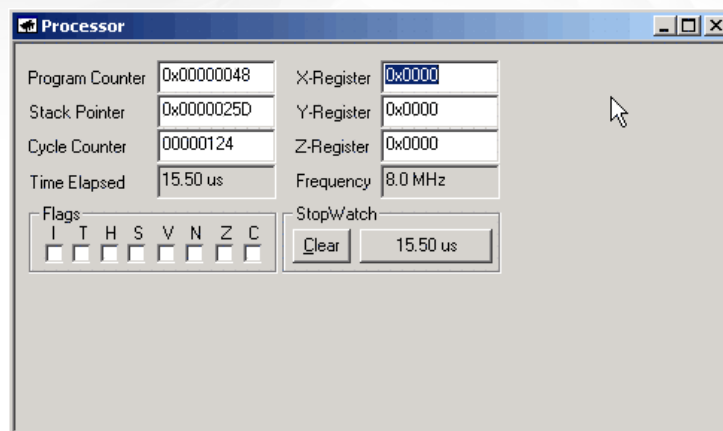 Processor
Program Counter 0x00000048 X-Register 0x0000
Stack Pointer 0x0000025D Y-Register 0x0000
Cycle Counter 00000124 Z-Register 0x0000
Time Elapsed 15.50 us Frequency 8.0 MHz
Flags StopWatch
I T H S V N Z C
Clear 15.50 us